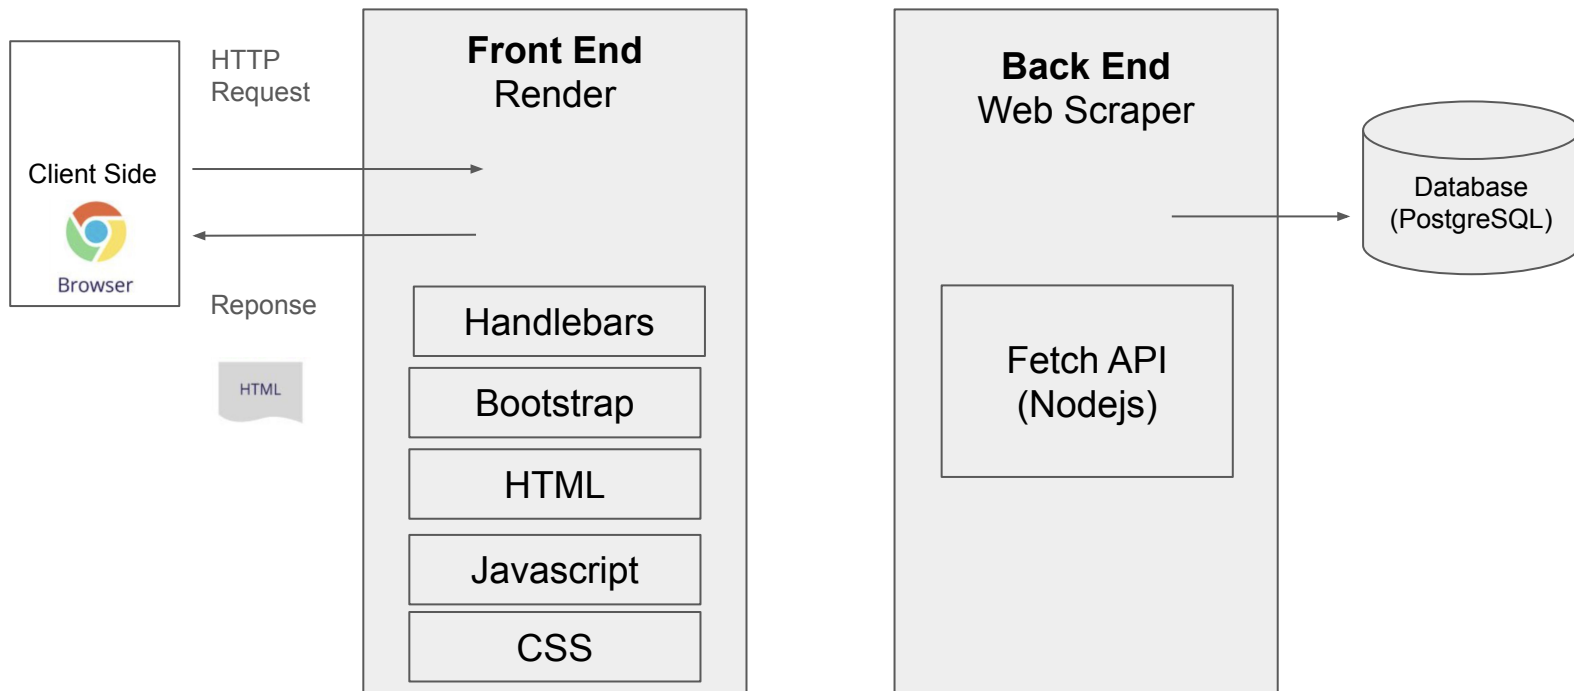 HTTP
Request
Client Side
Browser
Reponse
HTML
Front End
Render
Handlebars
Bootstrap
HTML
Javascript
CSS
Back End
Web Scraper
Fetch API
(Nodejs)
Database
(PostgreSQL)